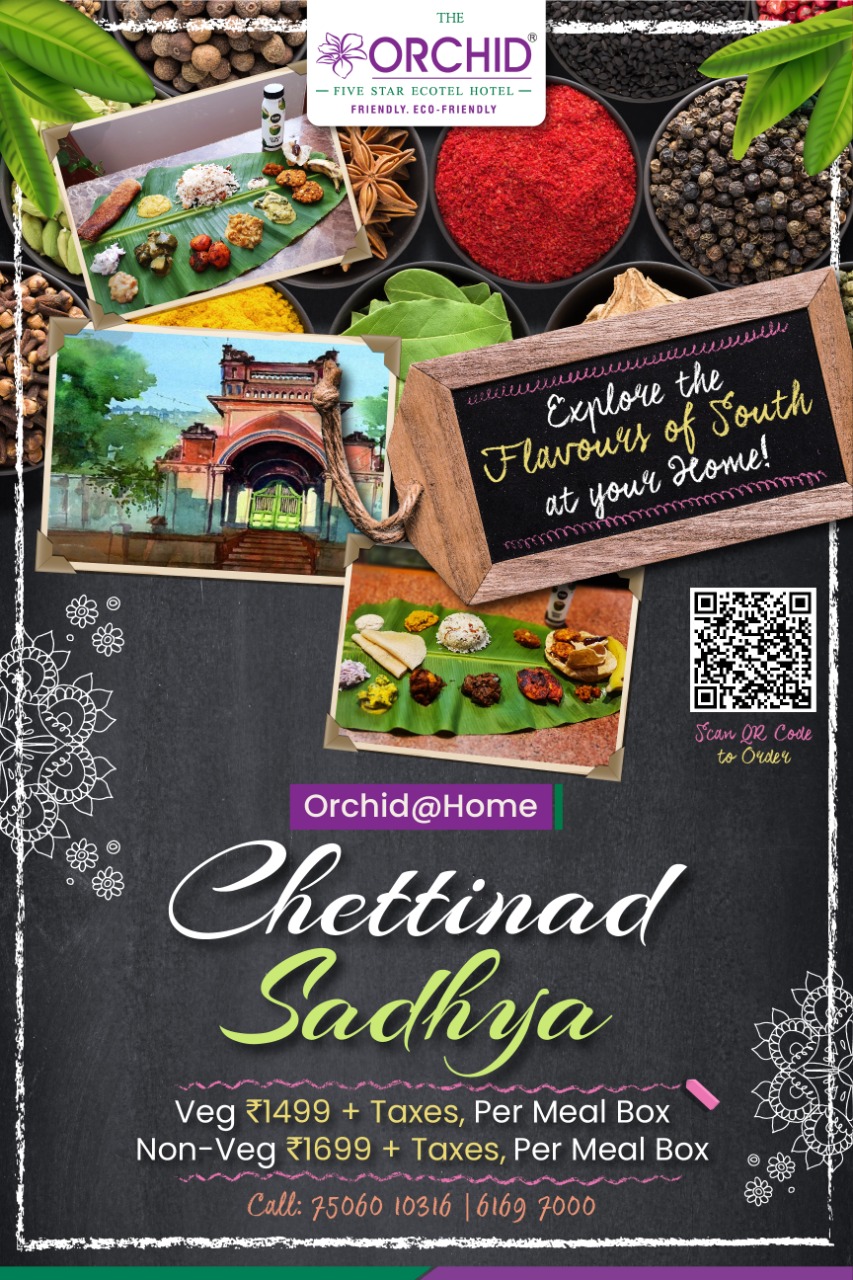 THE
ORCHID®
FIVE STAR ECOTEL HOTEL
FRIENDLY. ECO-FRIENDLY
Explore the
Flavours of South
at your Home!
Scan QR Code
to Order
Orchid@Home
Chettinad
Sadhya
Veg ₹1499 + Taxes, Per Meal Box
Non-Veg ₹1699 + Taxes, Per Meal Box
Call: 75060 10316 | 6169 7000